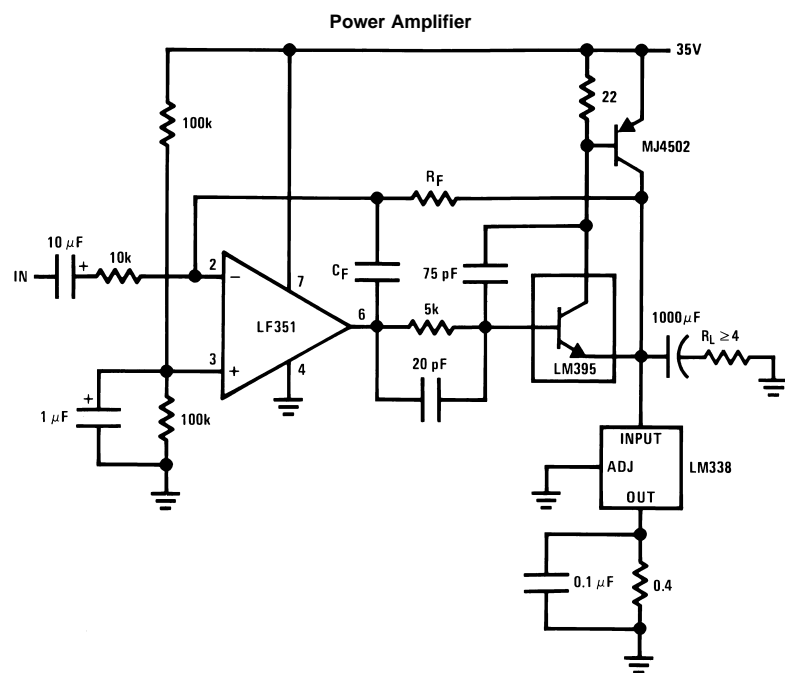 Power Amplifier
35V
100k
22
MJ4502
RF
10 μF
+
IN
10k
2
−
7
CF
75 pF
6
5k
LF351
3
+
4
20 pF
LM395
1000μF
RL ≥4
+
1 μF
100k
INPUT
ADJ
LM338
OUT
0.1 μF
0.4